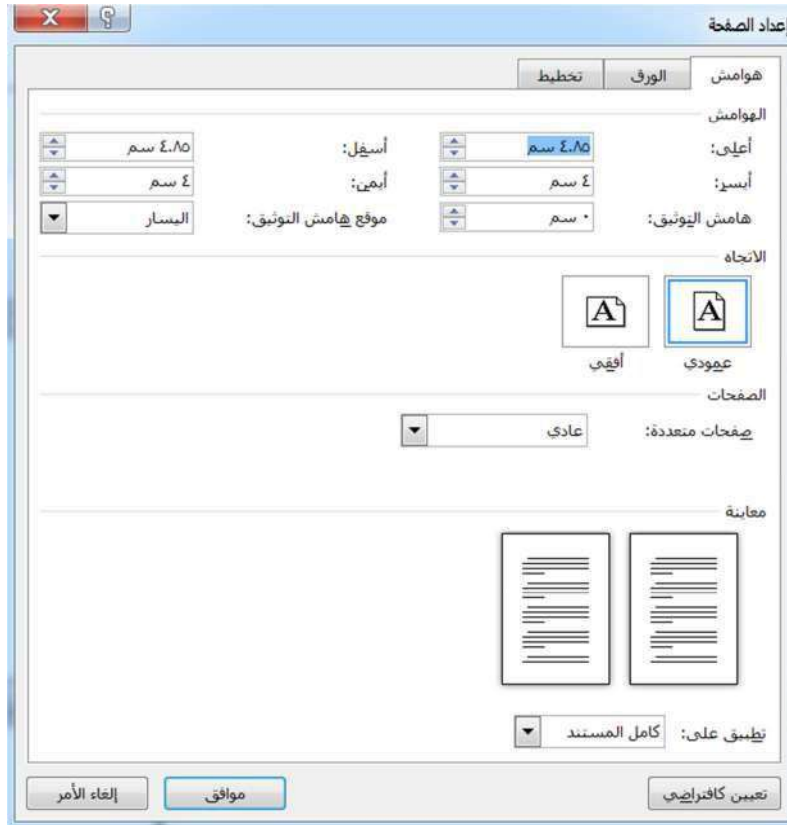 إعداد الصفحة
هوامش الورق تخطيط
الهوامش
أعلى: ٤.٨٥ سم أسفل: ٤.٨٥ سم
أيسر: ٤ سم أيمن: ٤ سم
هامش التوثيق: ٠ سم موقع هامش التوثيق: اليسار
الاتجاه
A A
عمودي أفقي
الصفحات
صفحات متعددة: عادي
معاينة
تطبيق على: كامل المستند
تعيين كافتراضي موافق إلغاء الأمر